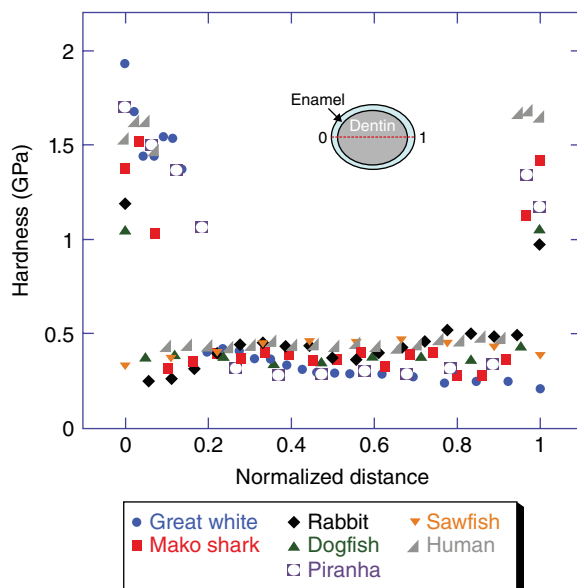 2
1.5
1
0.5
0
Hardness (GPa)
Enamel
Dentin
0 1
0 0.2 0.4 0.6 0.8 1
Normalized distance
Great white Rabbit Sawfish
Mako shark Dogfish Human
Piranha